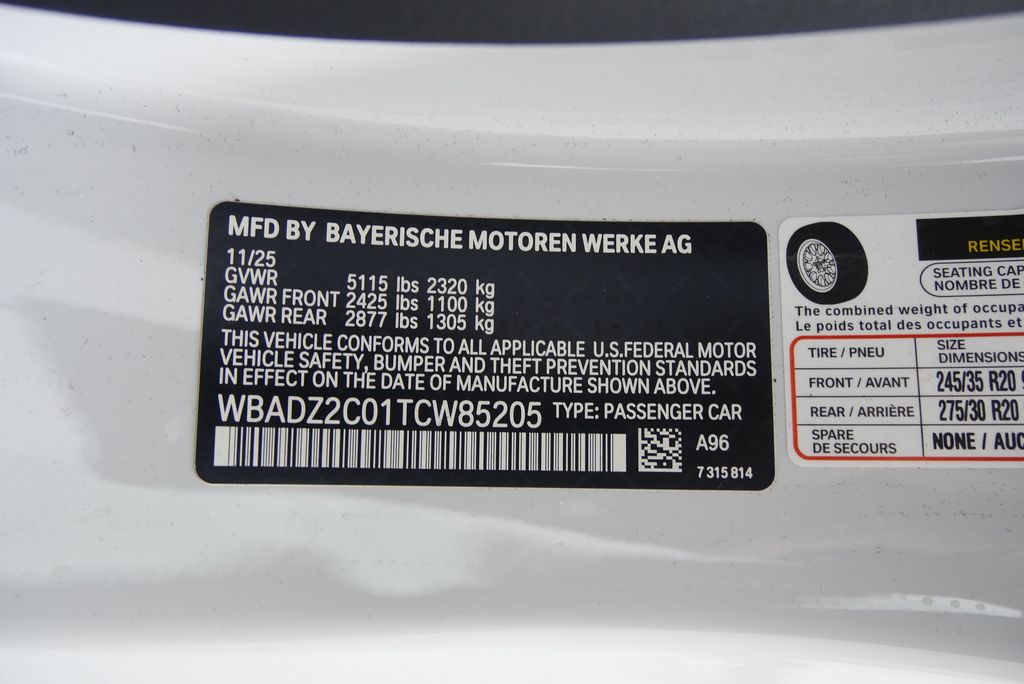 MFD BY BAYERISCHE MOTOREN WERKE AG
11/25
GVWR 5115 lbs 2320 kg
GAWR FRONT 2425 lbs 1100 kg
GAWR REAR 2877 lbs 1305 kg
THIS VEHICLE CONFORMS TO ALL APPLICABLE U.S.FEDERAL MOTOR
VEHICLE SAFETY, BUMPER AND THEFT PREVENTION STANDARDS
IN EFFECT ON THE DATE OF MANUFACTURE SHOWN ABOVE.
WBADZ2C01TCW85205 TYPE: PASSENGER CAR
A96
7 315 814
RENSE
SEATING CAP
NOMBRE DE
The combined weight of occupa
Le poids total des occupants et
TIRE / PNEU SIZE
DIMENSIONS
FRONT / AVANT 245/35 R20 9
REAR / ARRIÈRE 275/30 R20
SPARE
DE SECOURS NONE / AUC